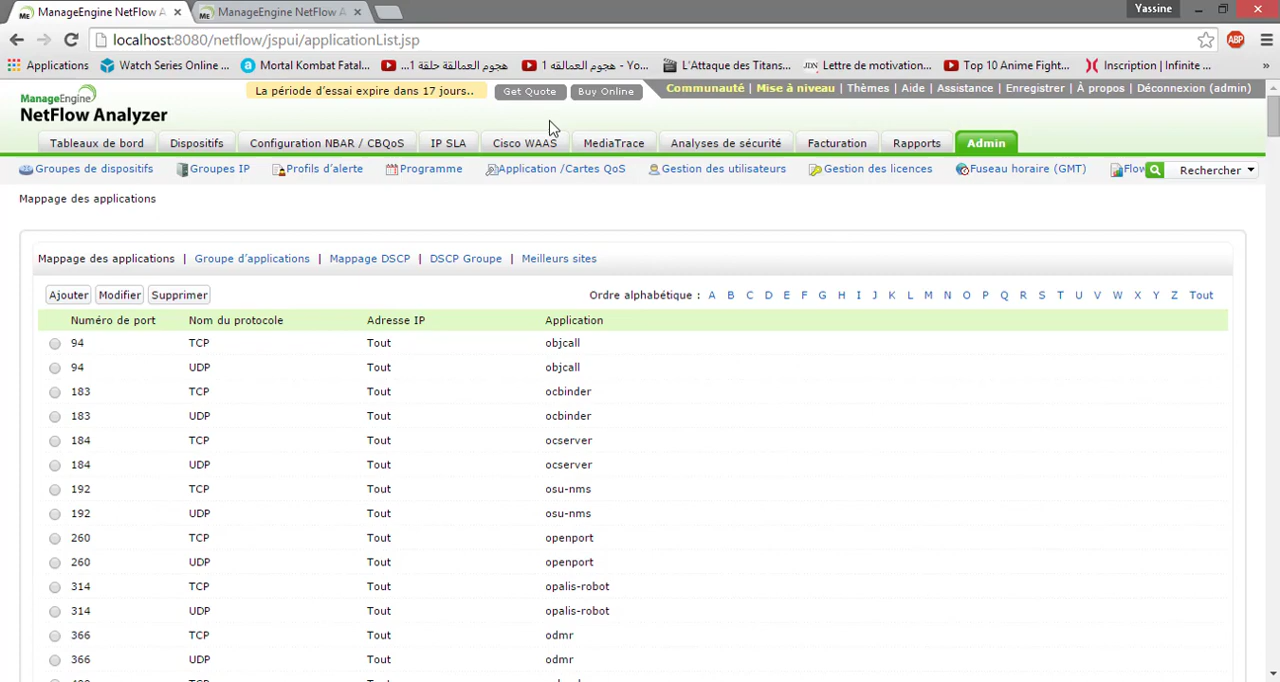 ManageEngine NetFlow A
ManageEngine NetFlow A
Yassine
localhost:8080/netflow/jspui/applicationList.jsp
ABP
Applications
Watch Series Online ...
Mortal Kombat Fatal...
هجوم العمالقة حلقة 1...
هجوم العمالقه 1 - Yo...
L'Attaque des Titans...
JDN Lettre de motivation...
Top 10 Anime Fight...
Inscription | Infinite ...
»
ManageEngine
NetFlow Analyzer
La période d'essai expire dans 17 jours..
Get Quote
Buy Online
Communauté | Mise à niveau | Thèmes | Aide | Assistance | Enregistrer | À propos | Déconnexion (admin)
Tableaux de bord
Dispositifs
Configuration NBAR / CBQoS
IP SLA
Cisco WAAS
MediaTrace
Analyses de sécurité
Facturation
Rapports
Admin
Groupes de dispositifs
Groupes IP
Profils d'alerte
Programme
Application /Cartes QoS
Gestion des utilisateurs
Gestion des licences
Fuseau horaire (GMT)
Flow
Rechercher
Mappage des applications
Mappage des applications | Groupe d'applications | Mappage DSCP | DSCP Groupe | Meilleurs sites
Ajouter Modifier Supprimer
Ordre alphabétique : A B C D E F G H I J K L M N O P Q R S T U V W X Y Z Tout
Numéro de port Nom du protocole Adresse IP Application
94 TCP Tout objcall
94 UDP Tout objcall
183 TCP Tout ocbinder
183 UDP Tout ocbinder
184 TCP Tout ocserver
184 UDP Tout ocserver
192 TCP Tout osu-nms
192 UDP Tout osu-nms
260 TCP Tout openport
260 UDP Tout openport
314 TCP Tout opalis-robot
314 UDP Tout opalis-robot
366 TCP Tout odmr
366 UDP Tout odmr